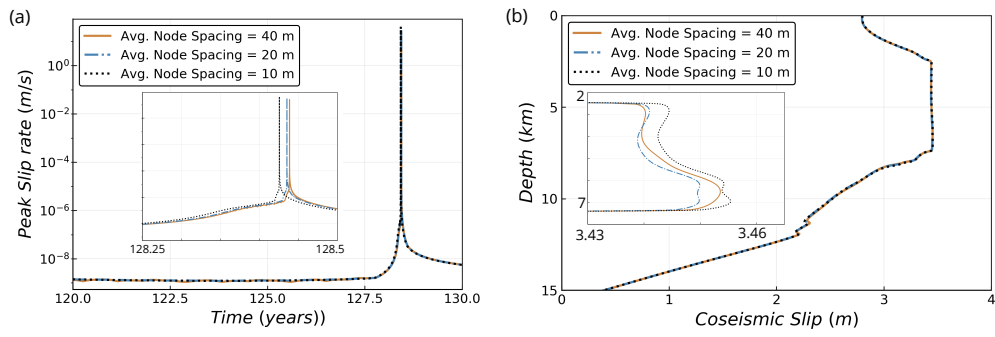 (a)
Avg. Node Spacing = 40 m
Avg. Node Spacing = 20 m
Avg. Node Spacing = 10 m
Peak Slip rate (m/s)
10⁰
10⁻²
10⁻⁴
10⁻⁶
10⁻⁸
128.25 128.5
120.0 122.5 125.0 127.5 130.0
Time (years))
(b)
Avg. Node Spacing = 40 m
Avg. Node Spacing = 20 m
Avg. Node Spacing = 10 m
Depth (km)
0
5
10
15
2
7
3.43 3.46
0 1 2 3 4
Coseismic Slip (m)